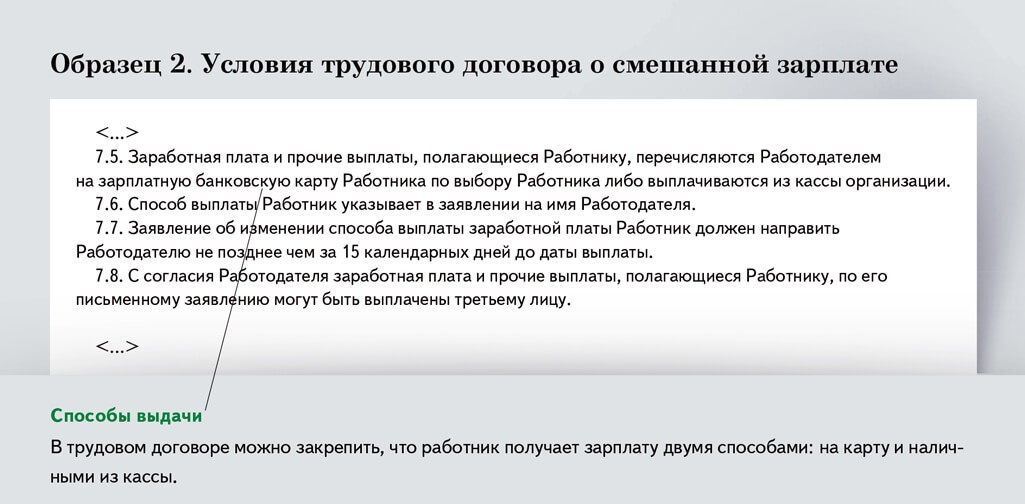 Образец 2. Условия трудового договора о смешанной зарплате
<...>
7.5. Заработная плата и прочие выплаты, полагающиеся Работнику, перечисляются Работодателем
на зарплатную банковскую карту Работника по выбору Работника либо выплачиваются из кассы организации.
7.6. Способ выплаты Работник указывает в заявлении на имя Работодателя.
7.7. Заявление об изменении способа выплаты заработной платы Работник должен направить
Работодателю не позднее чем за 15 календарных дней до даты выплаты.
7.8. С согласия Работодателя заработная плата и прочие выплаты, полагающиеся Работнику, по его
письменному заявлению могут быть выплачены третьему лицу.
<...>
Способы выдачи
В трудовом договоре можно закрепить, что работник получает зарплату двумя способами: на карту и налич-
ными из кассы.